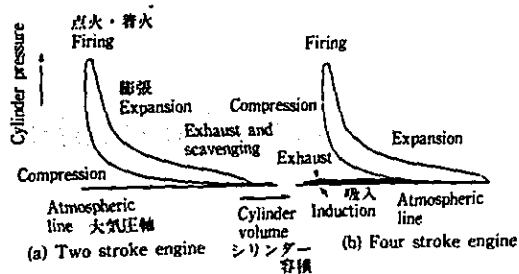 点火・着火
Firing
Cylinder pressure
膨張
Expansion
Exhaust and
scavenging
Compression
Atmospheric
line 大気圧軸
Cylinder
volume
シリンダー
容積
(a) Two stroke engine
Firing
Compression
Expansion
Exhaust
吸入
Induction
Atmospheric
line
(b) Four stroke engine